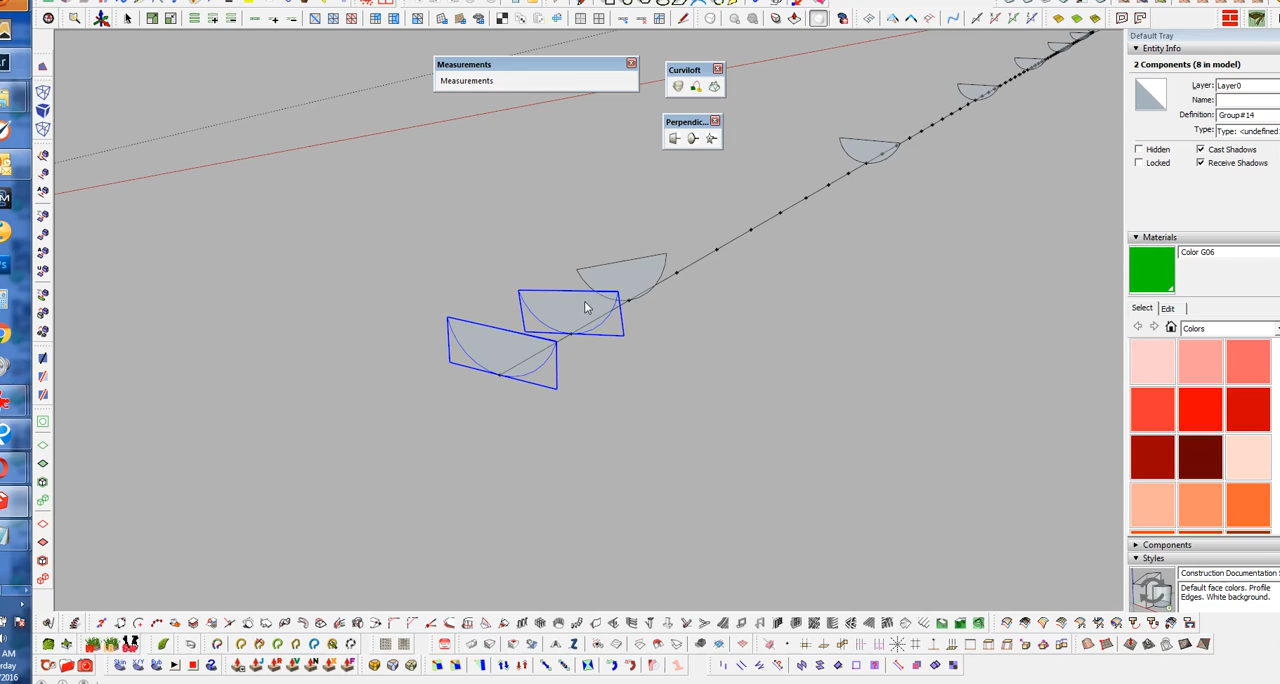 Default Tray
Entity Info
Measurements
2 Components (8 in model)
Curviloft
Measurements
Layer:
Layer0
Name:
Definition:
Group#14
Perpendic...
Type:
Type: <undefined
Hidden
Cast Shadows
Locked
Receive Shadows
Materials
Color G06
Select
Edit
Colors
Components
Styles
Construction Documentation
Default face colors. Profile
Edges. White background.
AM
2016